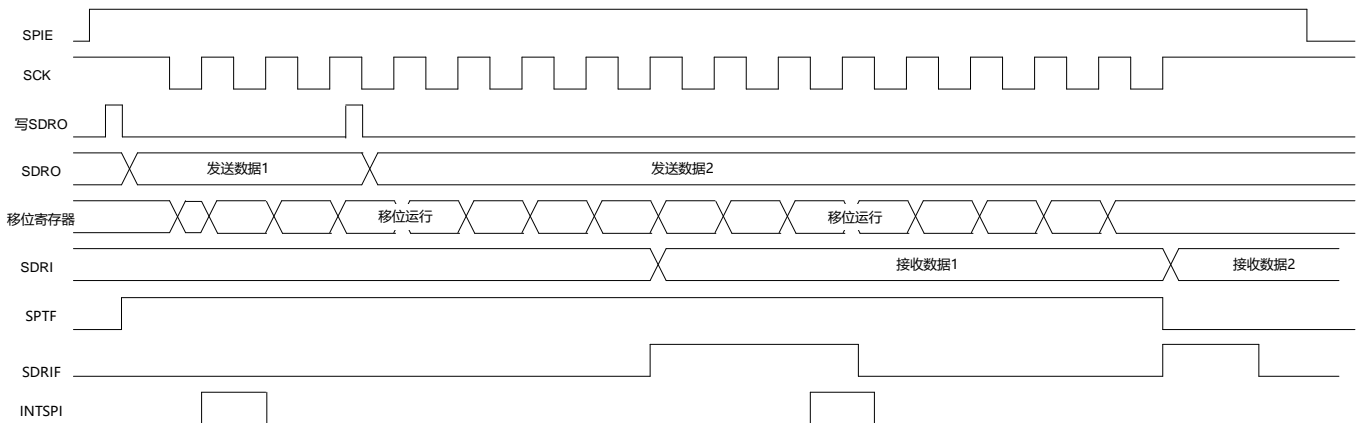 SPIE
SCK
写SDRO
SDRO 发送数据1 发送数据2
移位寄存器 移位运行 移位运行
SDRI 接收数据1 接收数据2
SPTF
SDRIF
INTSPI